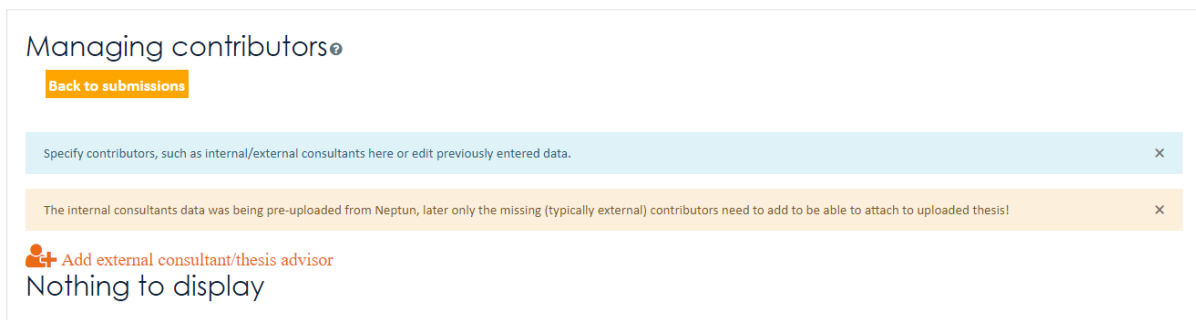 Managing contributors
Back to submissions
Specify contributors, such as internal/external consultants here or edit previously entered data.
The internal consultants data was being pre-uploaded from Neptun, later only the missing (typically external) contributors need to add to be able to attach to uploaded thesis!
Add external consultant/thesis advisor
Nothing to display